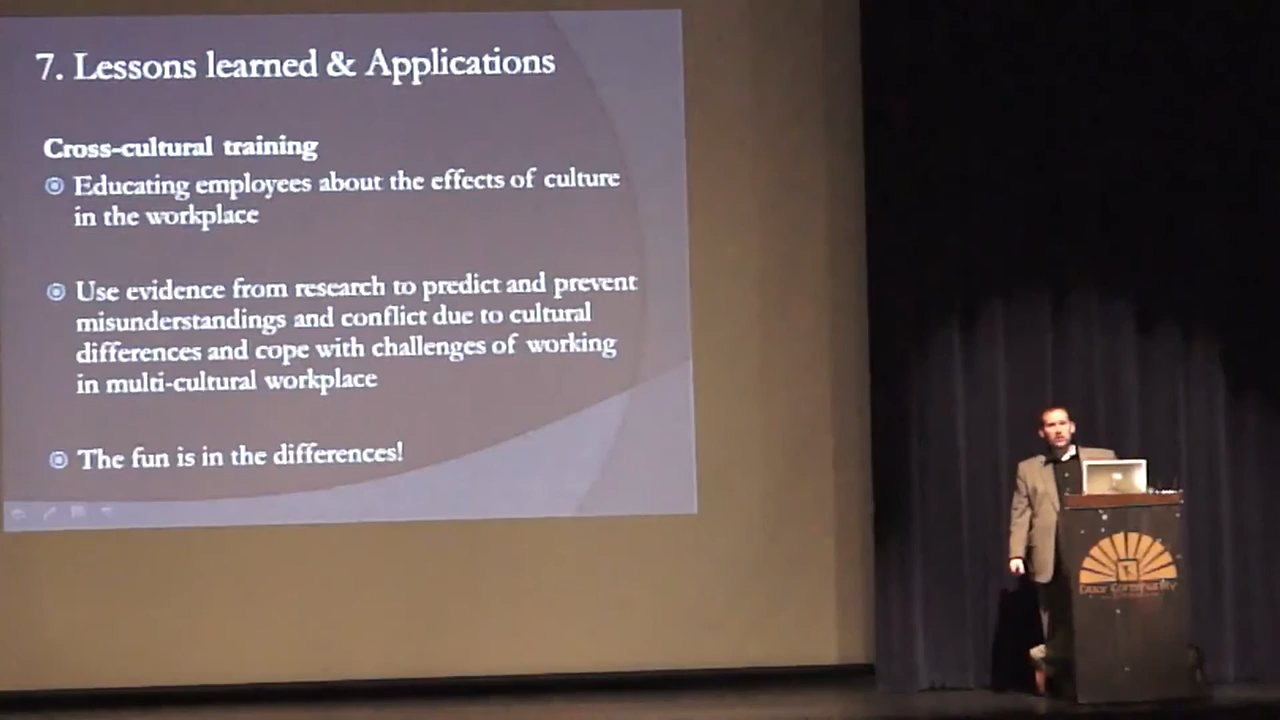 7. Lessons learned & Applications
Cross-cultural training
Educating employees about the effects of culture
in the workplace
Use evidence from research to predict and prevent
misunderstandings and conflict due to cultural
differences and cope with challenges of working
in multi-cultural workplace
The fun is in the differences!
Community